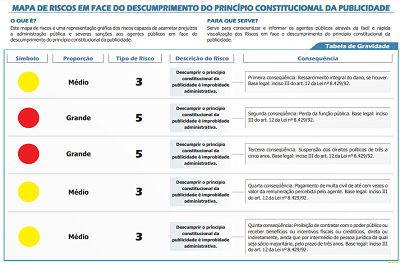 MAPA DE RISCOS EM FACE DO DESCUMPRIMENTO DO PRINCÍPIO CONSTITUCIONAL DA PUBLICIDADE
O QUE É?
Este mapa de risco é uma representação gráfica dos riscos capazes de acarretar prejuízos
a administração pública e severas sanções aos agentes públicos em face do
descumprimento do princípio constitucional da publicidade.
PARA QUE SERVE?
Serve para conscientizar e informar os agentes públicos através da fácil e rápida
visualização dos Riscos em face o descumprimento do princípio constitucional da
publicidade.
Tabela de Gravidade
Símbolo Proporção Tipo de Risco Descrição do Risco Consequência
Médio 3
Descumprir o princípio
constitucional da
publicidade é improbidade
administrativa.
Primeira consequência: Ressarcimento integral do dano, se houver.
Base legal: inciso III do art. 12 da Lei nº 8.429/92.
Grande 5
Descumprir o princípio
constitucional da
publicidade é improbidade
administrativa.
Segunda consequência: Perda da função pública. Base legal: inciso
III do art. 12 da Lei nº 8.429/92.
Grande 5
Descumprir o princípio
constitucional da
publicidade é improbidade
administrativa.
Terceira consequência: Suspensão dos direitos políticos de três a
cinco anos. Base legal: inciso III do art. 12 da Lei nº 8.429/92.
Médio 3
Descumprir o princípio
constitucional da
publicidade é improbidade
administrativa.
Quarta consequência: Pagamento de multa civil de até cem vezes o
valor da remuneração percebida pelo agente. Base legal: inciso III
do art. 12 da Lei nº 8.429/92.
Médio 3
Descumprir o princípio
constitucional da
publicidade é improbidade
administrativa.
Quinta consequência: Proibição de contratar com o poder público ou
receber benefícios ou incentivos fiscais ou creditícios, direta ou
indiretamente, ainda que por intermédio de pessoa jurídica da qual
seja sócio majoritário, pelo prazo de três anos. Base legal: inciso III
do art. 12 da Lei nº 8.429/92.